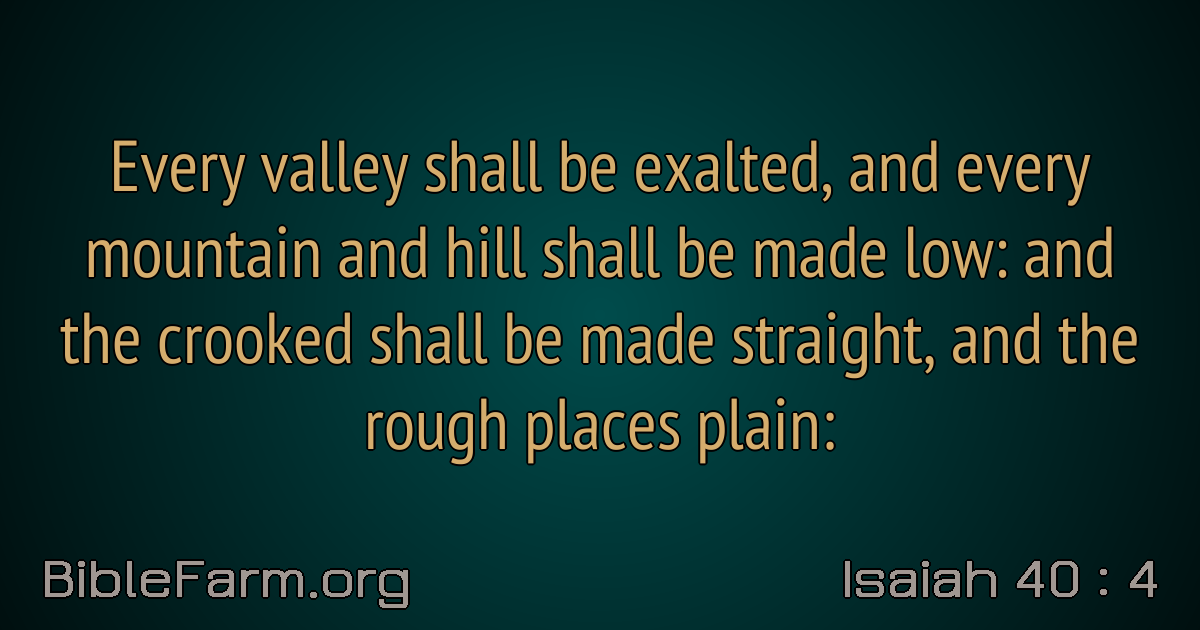 Every valley shall be exalted, and every
mountain and hill shall be made low: and
the crooked shall be made straight, and the
rough places plain:
BibleFarm.org
Isaiah 40 : 4